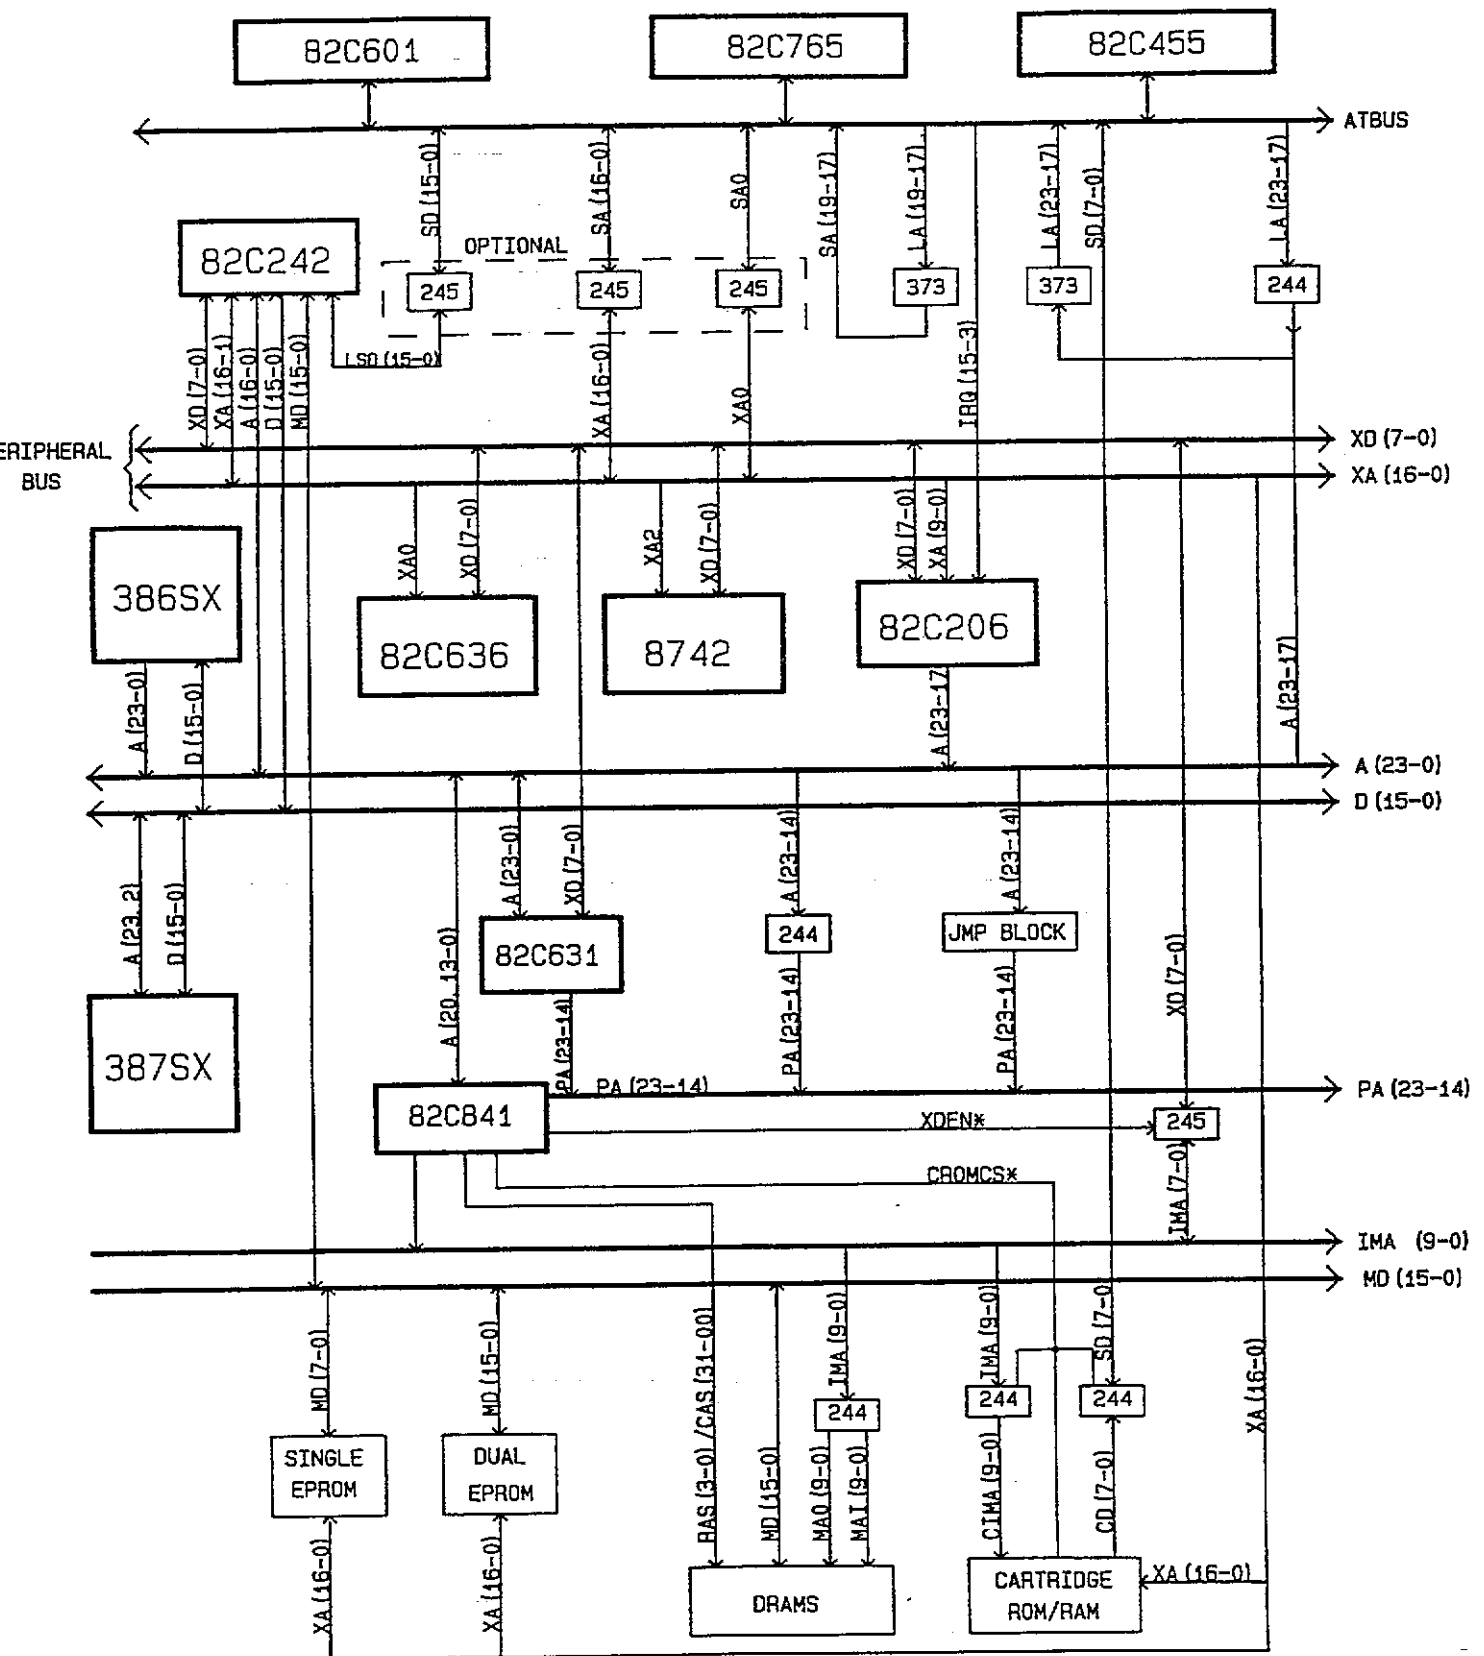 82C601
82C765
82C455
ATBUS
SD (15-0)
SA (16-0)
SA0
SA (19-17)
LA (19-17)
LA (23-17)
SD (7-0)
LA (23-17)
82C242
OPTIONAL
245
245
245
373
373
244
LSD (15-0)
XD (7-0)
XA (16-1)
A (16-0)
D (15-0)
MD (15-0)
XA (16-0)
XA0
IRQ (15-3)
ERIPHERAL
BUS
XD (7-0)
XA (16-0)
386SX
XA0
XD (7-0)
XA2
XD (7-0)
XD (7-0)
XA (9-0)
82C636
8742
82C206
A (23-0)
D (15-0)
A (23-17)
A (23-17)
A (23-0)
D (15-0)
A (23, 2)
D (15-0)
A (20, 13-0)
A (23-0)
XD (7-0)
A (23-14)
A (23-14)
82C631
244
JMP BLOCK
XD (7-0)
387SX
PA (23-14)
PA (23-14)
PA (23-14)
PA (23-14)
PA (23-14)
82C841
XDEN*
245
CROMCS*
IMA (7-0)
IMA (9-0)
MD (15-0)
MD (7-0)
MD (15-0)
RAS (3-0) /CAS (31-00)
MD (15-0)
IMA (9-0)
IMA (9-0)
SD (7-0)
XA (16-0)
244
244
244
SINGLE
EPROM
DUAL
EPROM
MA0 (9-0)
MAI (9-0)
CIMA (9-0)
CD (7-0)
XA (16-0)
XA (16-0)
DRAMS
CARTRIDGE
ROM/RAM
XA (16-0)